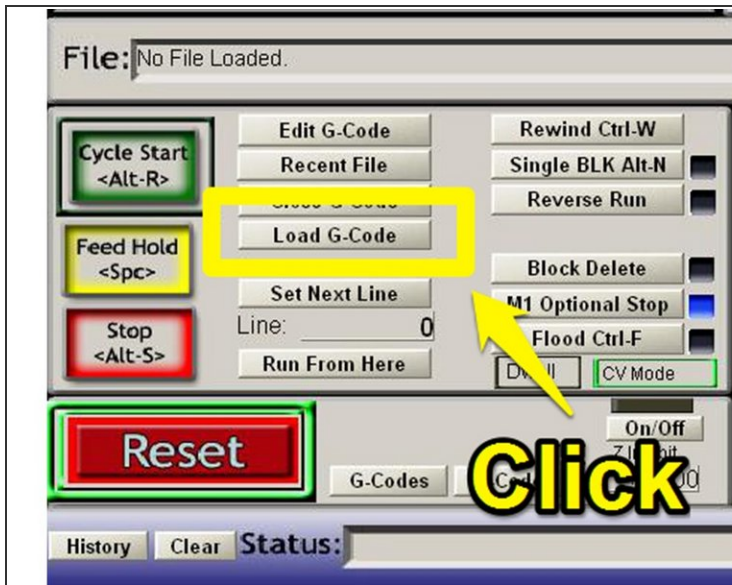 File: No File Loaded.
Cycle Start
<Alt-R>
Edit G-Code
Rewind Ctrl-W
Recent File
Single BLK Alt-N
Reverse Run
Load G-Code
Feed Hold
<Spc>
Block Delete
Set Next Line
M1 Optional Stop
Line: 0
Flood Ctrl-F
Stop
<Alt-S>
Run From Here
CV Mode
Reset
On/Off
G-Codes
Click
History
Clear
Status: